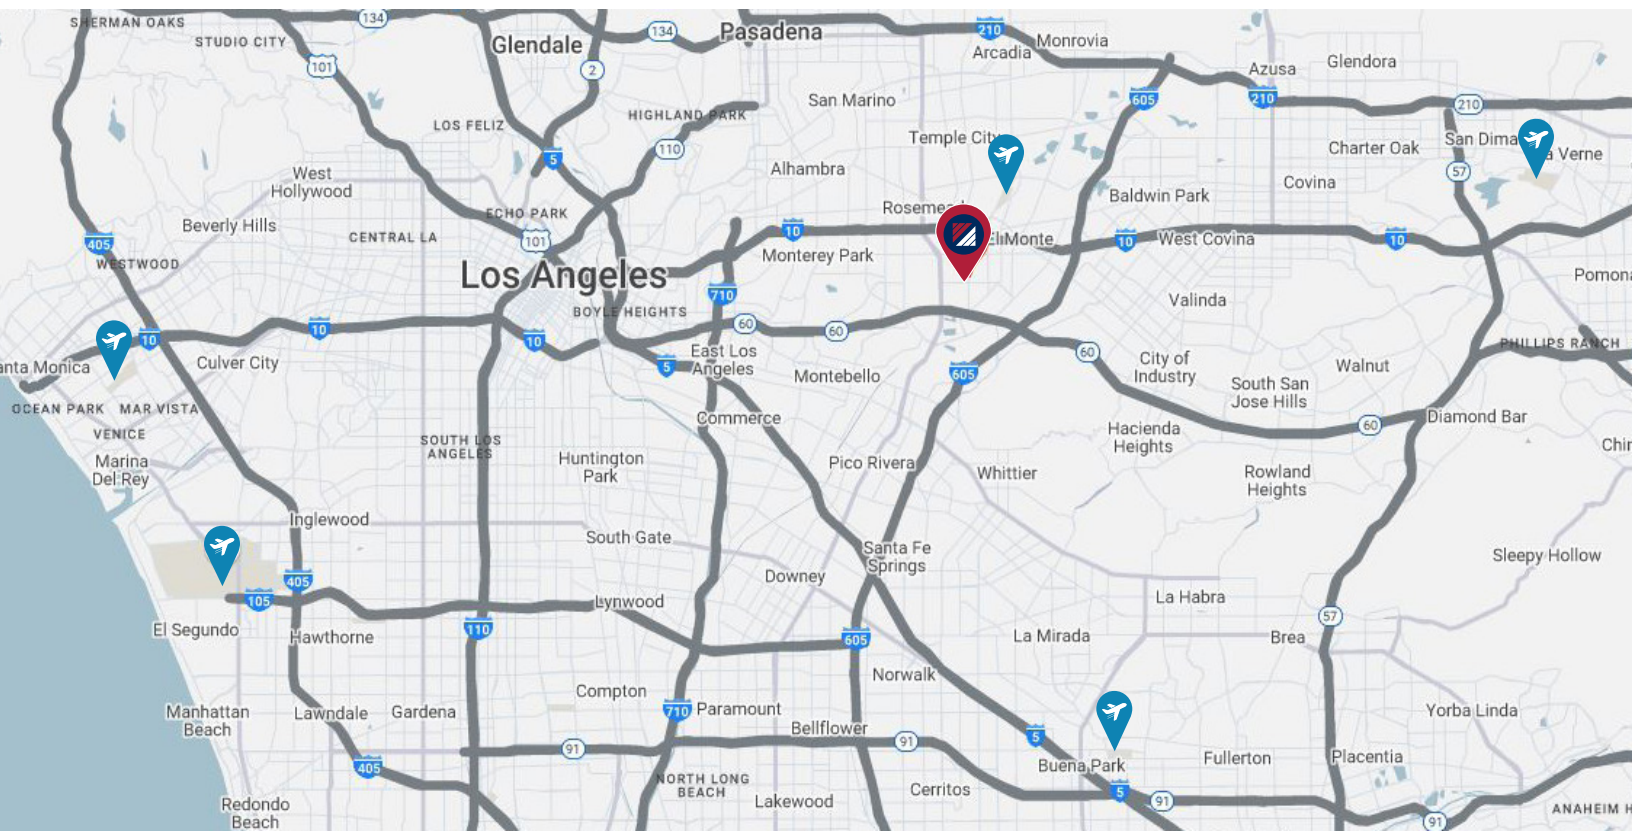 SHERMAN OAKS
134
STUDIO CITY
101
Glendale
134
2
Pasadena
210
Arcadia
Monrovia
605
Azusa
210
Glendora
210
San Marino
HIGHLAND PARK
LOS FELIZ
110
5
Temple City
Alhambra
Charter Oak
San Dima
a Verne
57
West
Hollywood
Covina
Baldwin Park
Beverly Hills
ECHO PARK
Rosemead
CENTRAL LA
101
10
El Monte
10
West Covina
10
405
WESTWOOD
Monterey Park
Los Angeles
Pomona
710
BOYLE HEIGHTS
Valinda
60
60
10
10
10
PHILLIPS RANCH
anta Monica
Culver City
5
East Los
Angeles
Montebello
605
60
City of
Industry
Walnut
South San
Jose Hills
OCEAN PARK
MAR VISTA
VENICE
Commerce
60
Diamond Bar
SOUTH LOS
ANGELES
Hacienda
Heights
Chin
Marina
Del Rey
Huntington
Park
Pico Rivera
Whittier
Rowland
Heights
Inglewood
South Gate
Santa Fe
Springs
Sleepy Hollow
Downey
405
105
Lynwood
La Habra
57
El Segundo
Hawthorne
110
605
La Mirada
Brea
Norwalk
Compton
710
Paramount
Manhattan
Beach
Lawndale
Gardena
Bellflower
Yorba Linda
91
91
5
Buena Park
Fullerton
Placentia
405
NORTH LONG
BEACH
Lakewood
Cerritos
5
91
91
ANAHEIM H
Redondo
Beach